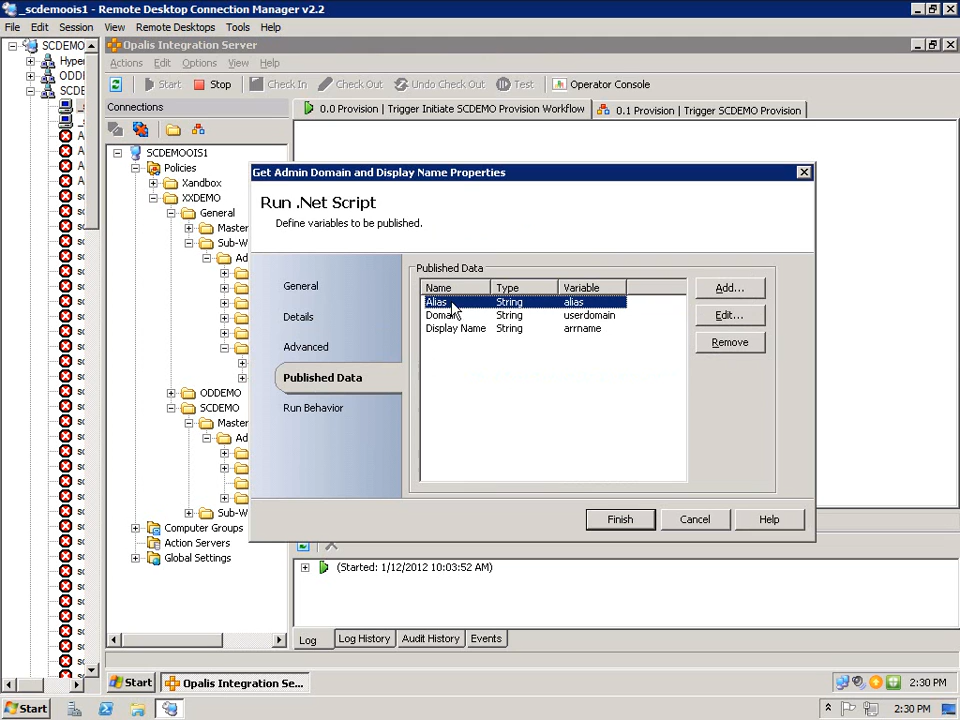 _scdemoois1 - Remote Desktop Connection Manager v2.2
File Edit Session View Remote Desktops Tools Help
SCDEMO
Hyper
ODD
SCDE
Opalis Integration Server
Actions Edit Options View Help
Start Stop Check In Check Out Undo Check Out Test Operator Console
Connections
0.0 Provision | Trigger Initiate SCDEMO Provision Workflow
0.1 Provision | Trigger SCDEMO Provision
SCDEMOOIS1
Policies
Xandbox
XXDEMO
General
Master
Sub-W
Ad
ODDEMO
SCDEMO
Master
Ad
Sub-W
Computer Groups
Action Servers
Global Settings
Get Admin Domain and Display Name Properties
Run .Net Script
Define variables to be published.
General
Details
Advanced
Published Data
Run Behavior
Published Data
Name Type Variable
Alias String alias
Domain String userdomain
Display Name String arrname
Add...
Edit...
Remove
Finish Cancel Help
(Started: 1/12/2012 10:03:52 AM)
Log Log History Audit History Events
Start Opalis Integration Se... 2:30 PM
Start 2:30 PM